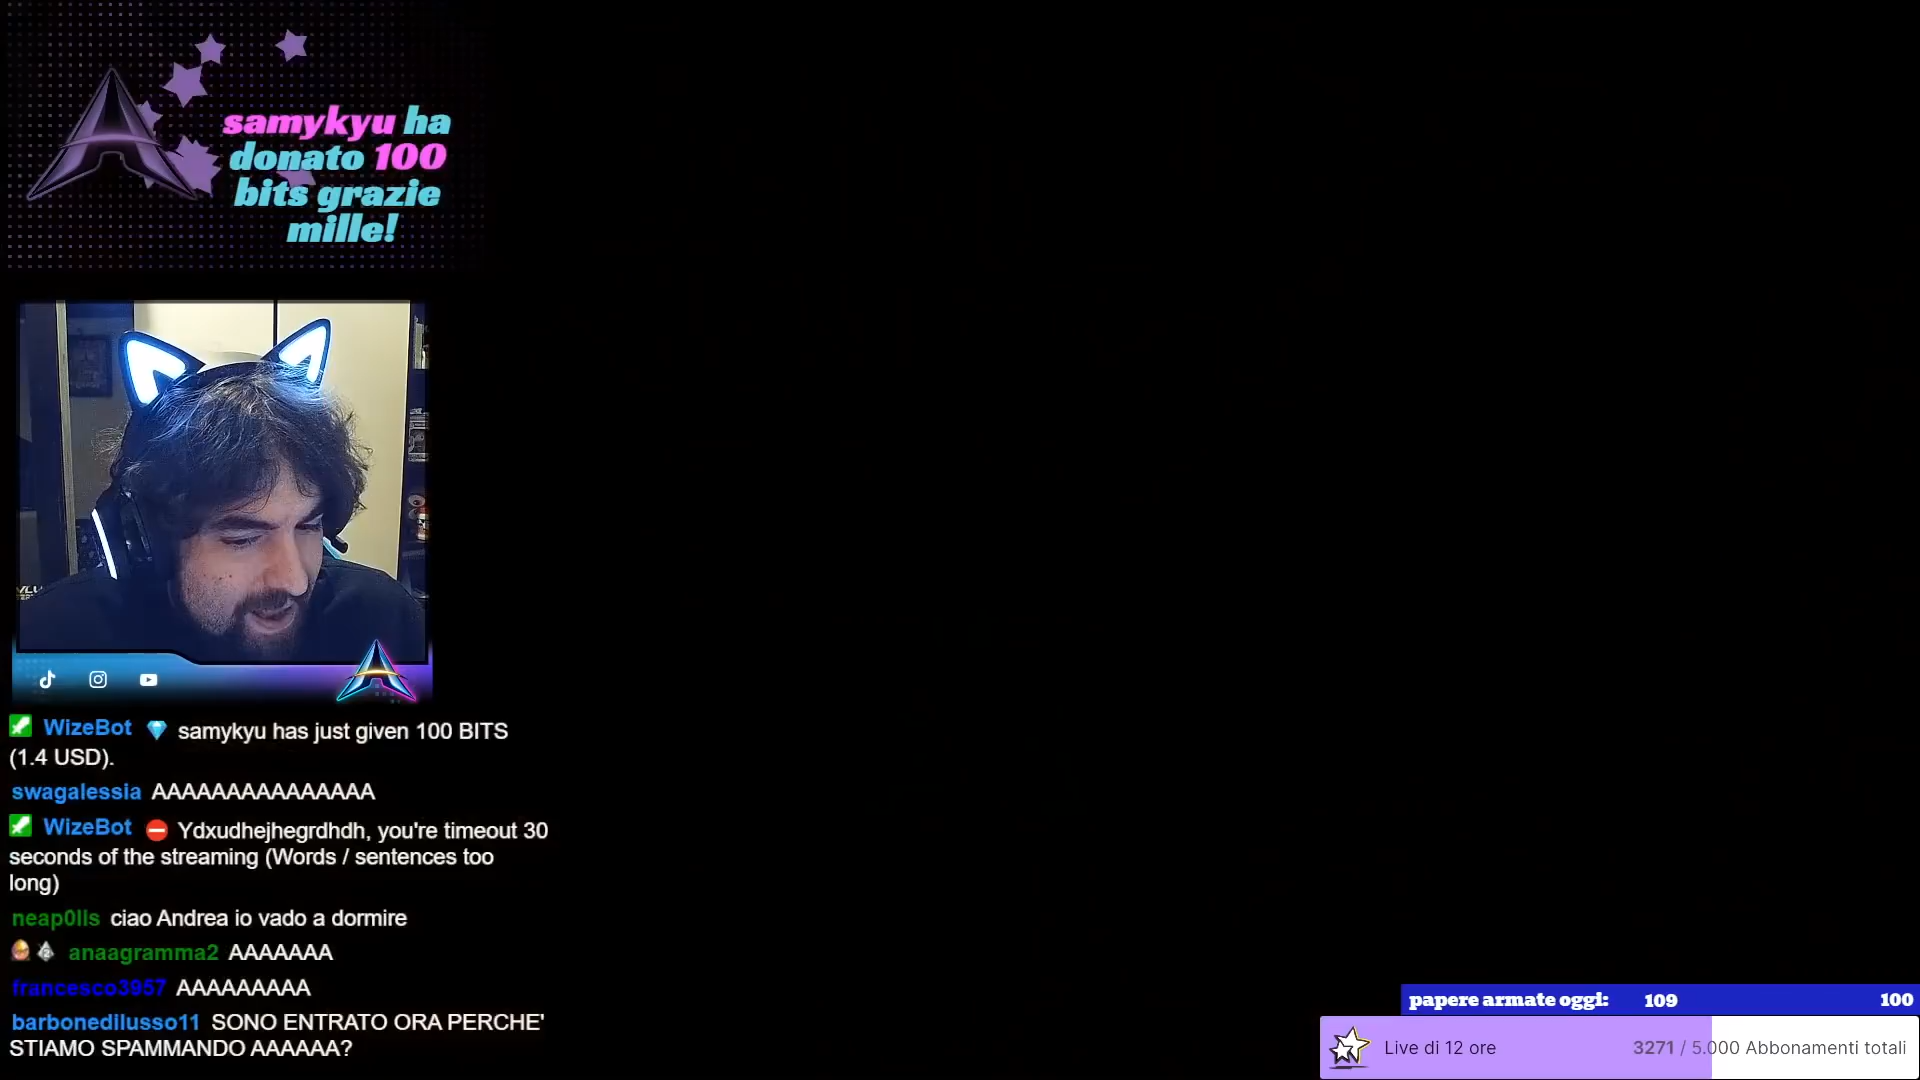 samykyu ha
donato 100
bits grazie
mille!
WizeBot samykyu has just given 100 BITS
(1.4 USD).
swagalessia AAAAAAAAAAAAAAA
WizeBot Ydxudhejhegrdhdh, you're timeout 30
seconds of the streaming (Words / sentences too
long)
neap0lls ciao Andrea io vado a dormire
anaagramma2 AAAAAAA
francesco3957 AAAAAAAAA
barbonedilusso11 SONO ENTRATO ORA PERCHE'
STIAMO SPAMMANDO AAAAAA?
papere armate oggi: 109 100
Live di 12 ore 3271 / 5.000 Abbonamenti totali